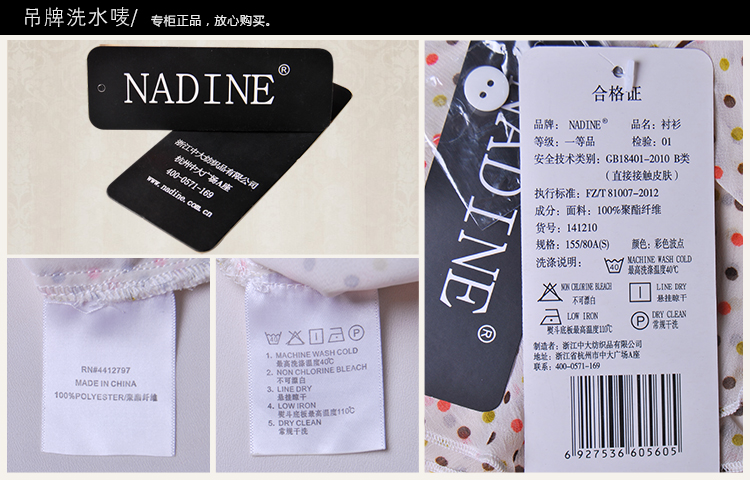 吊牌洗水唛/ 专柜正品，放心购买。
NADINE®
浙江中大纺织品有限公司
杭州中大广场A座
400-0571-169
www.nadine.com.cn
RN#4412797
MADE IN CHINA
100%POLYESTER/聚酯纤维
40
P
1. MACHINE WASH COLD
最高洗涤温度40℃
2. NON CHLORINE BLEACH
不可漂白
3. LINE DRY
悬挂晾干
4. LOW IRON
熨斗底板最高温度110℃
5. DRY CLEAN
常规干洗
NADINE®
合格证
品牌：NADINE® 品名：衬衫
等级：一等品 检验：01
安全技术类别：GB18401-2010 B类
（直接接触皮肤）
执行标准：FZ/T 81007-2012
成分：面料：100%聚酯纤维
货号：141210
规格：155/80A(S) 颜色：彩色波点
洗涤说明： 40 MACHINE WASH COLD
最高洗涤温度40℃
NON CHLORINE BLEACH
不可漂白
LINE DRY
悬挂晾干
LOW IRON
熨斗底板最高温度110℃
P DRY CLEAN
常规干洗
制造者：浙江中大纺织品有限公司
地址：浙江省杭州市中大广场A座
联系：400-0571-169
6 927536 605605